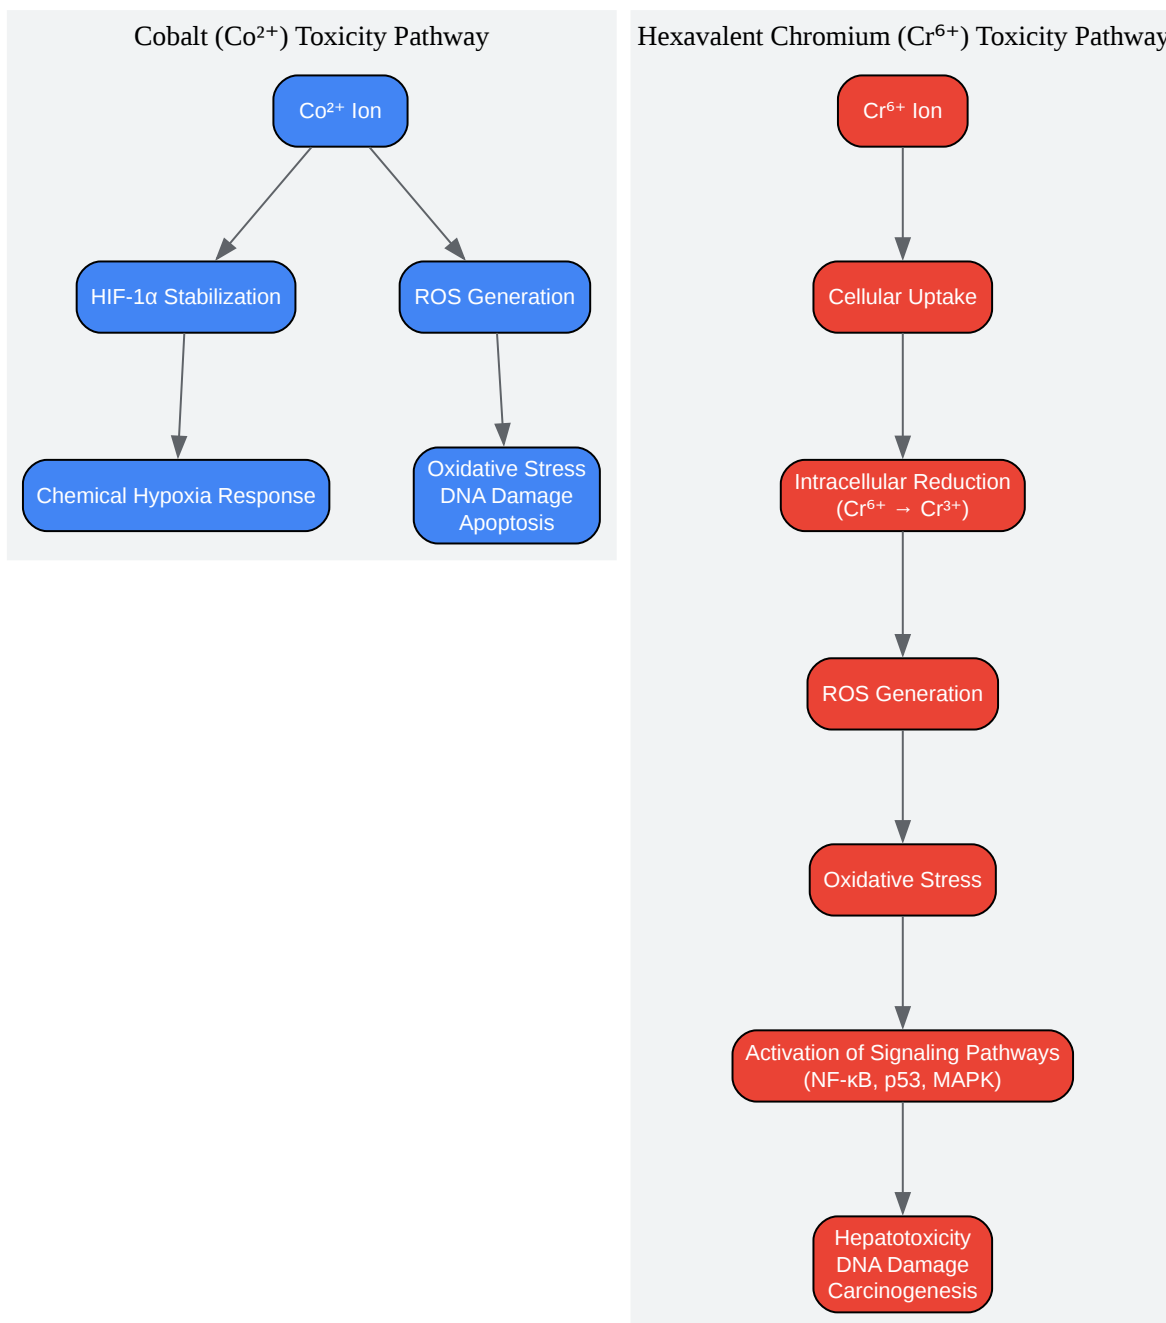 Cobalt (Co²⁺) Toxicity Pathway
Co²⁺ Ion
HIF-1α Stabilization
ROS Generation
Chemical Hypoxia Response
Oxidative Stress
DNA Damage
Apoptosis
Hexavalent Chromium (Cr⁶⁺) Toxicity Pathway
Cr⁶⁺ Ion
Cellular Uptake
Intracellular Reduction
(Cr⁶⁺ → Cr³⁺)
ROS Generation
Oxidative Stress
Activation of Signaling Pathways
(NF-κB, p53, MAPK)
Hepatotoxicity
DNA Damage
Carcinogenesis